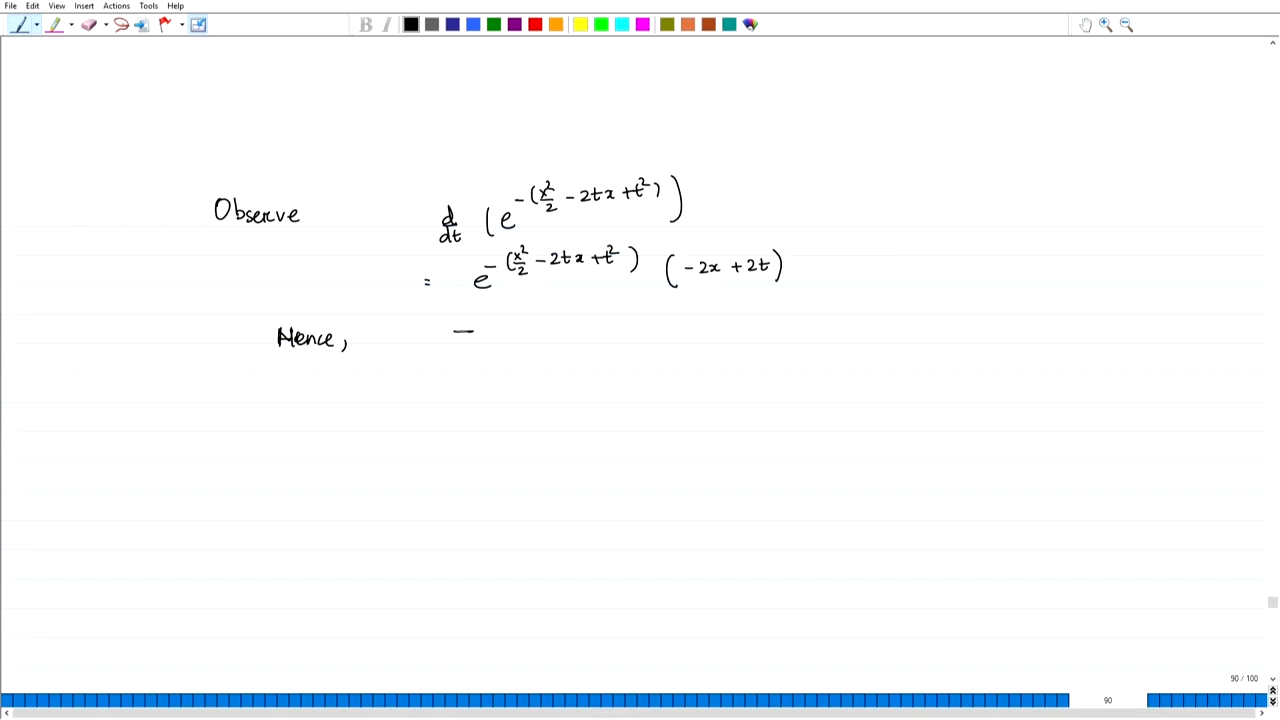 File Edit View Insert Actions Tools Help
B I
Observe d/dt (e^{-(x²/2 - 2tx + t²)})
= e^{-(x²/2 - 2tx + t²)} (-2x + 2t)
Hence, —
90 / 100
90